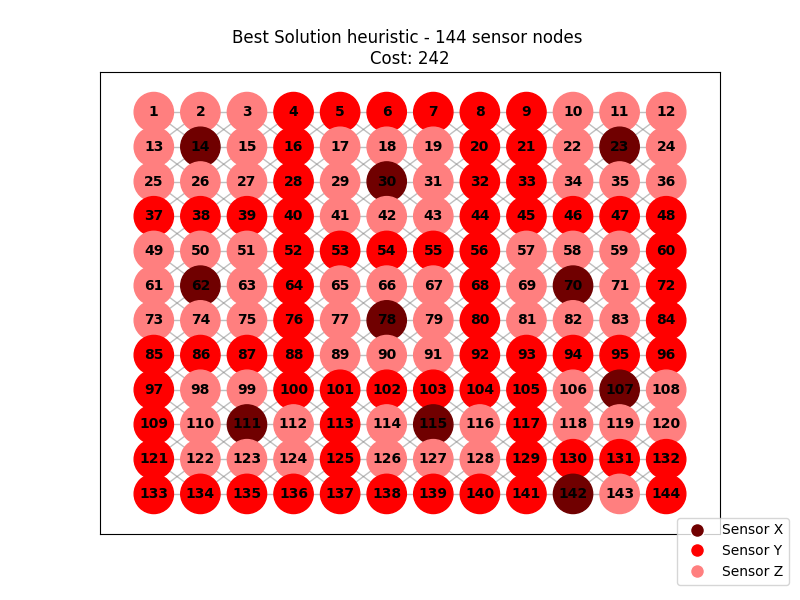 Best Solution heuristic - 144 sensor nodes
Cost: 242
1 2 3 4 5 6 7 8 9 10 11 12
13 14 15 16 17 18 19 20 21 22 23 24
25 26 27 28 29 30 31 32 33 34 35 36
37 38 39 40 41 42 43 44 45 46 47 48
49 50 51 52 53 54 55 56 57 58 59 60
61 62 63 64 65 66 67 68 69 70 71 72
73 74 75 76 77 78 79 80 81 82 83 84
85 86 87 88 89 90 91 92 93 94 95 96
97 98 99 100 101 102 103 104 105 106 107 108
109 110 111 112 113 114 115 116 117 118 119 120
121 122 123 124 125 126 127 128 129 130 131 132
133 134 135 136 137 138 139 140 141 142 143 144
Sensor X
Sensor Y
Sensor Z